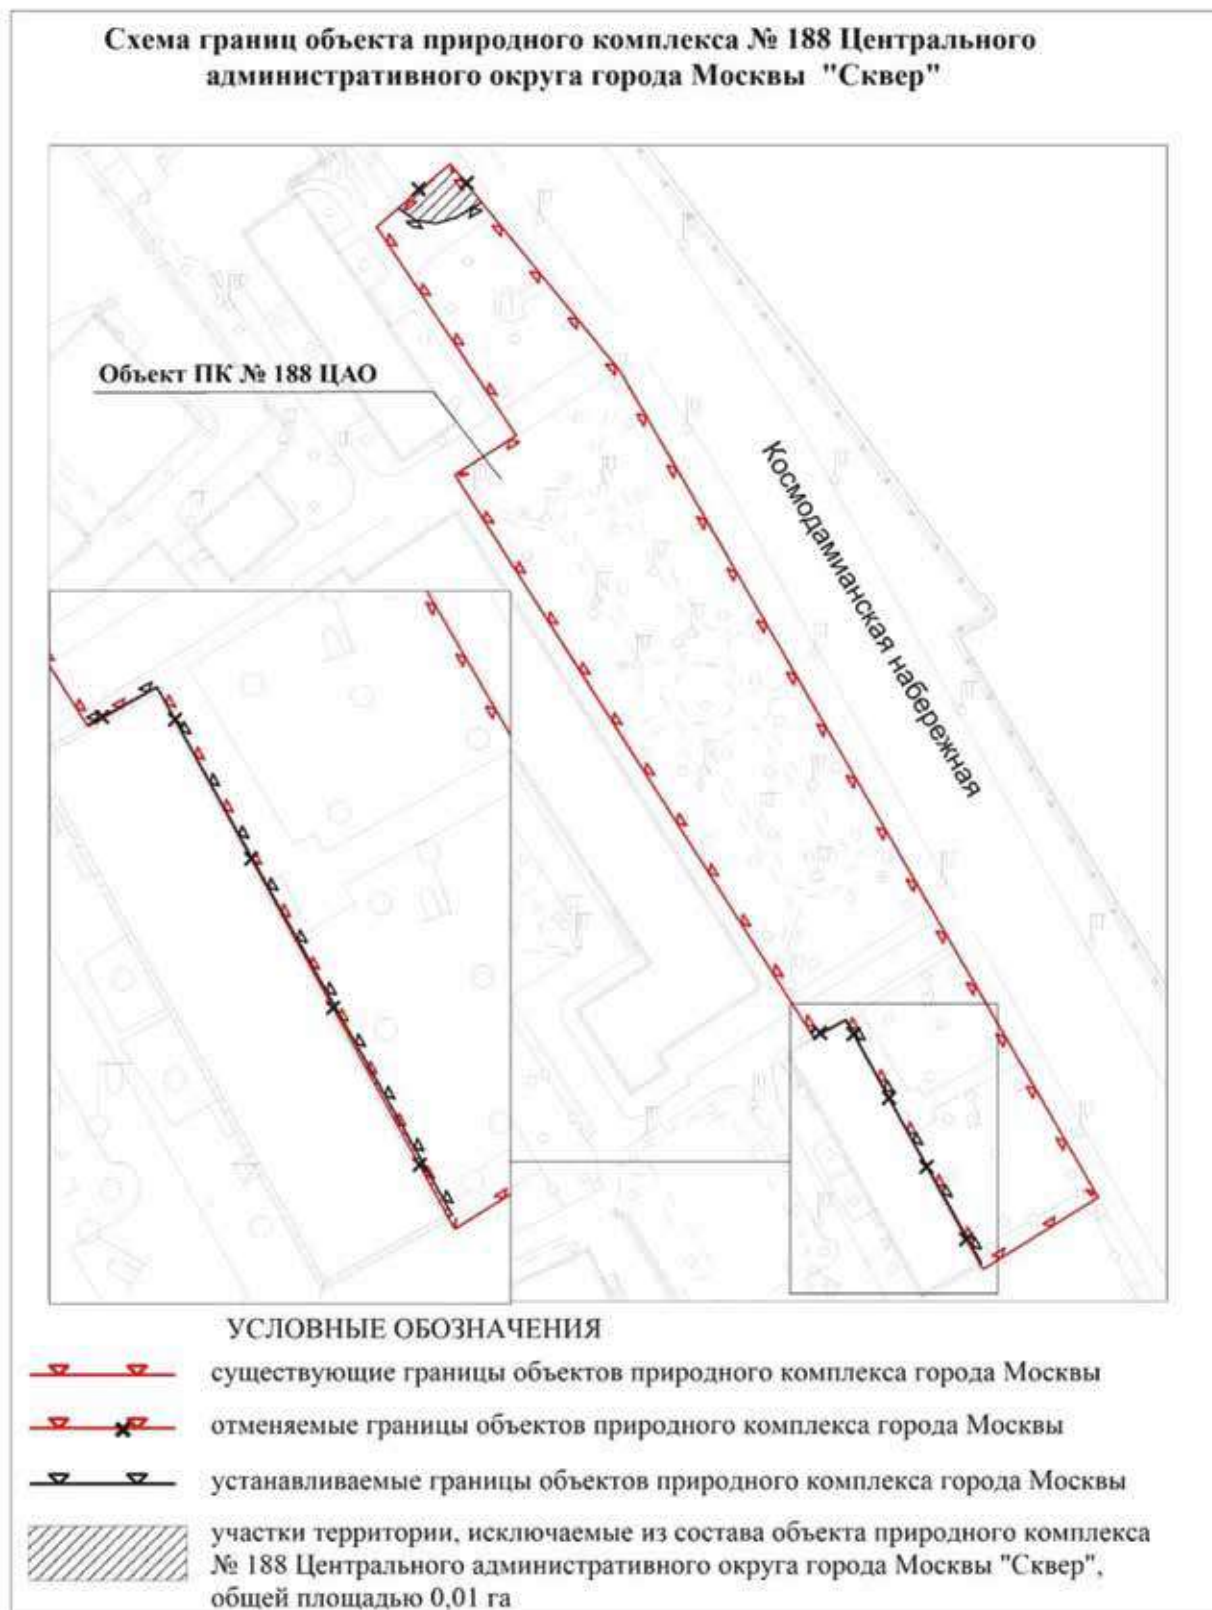 Схема границ объекта природного комплекса № 188 Центрального
административного округа города Москвы "Сквер"
Объект ПК № 188 ЦАО
Космодамианская набережная
УСЛОВНЫЕ ОБОЗНАЧЕНИЯ
существующие границы объектов природного комплекса города Москвы
отменяемые границы объектов природного комплекса города Москвы
устанавливаемые границы объектов природного комплекса города Москвы
участки территории, исключаемые из состава объекта природного комплекса
№ 188 Центрального административного округа города Москвы "Сквер",
общей площадью 0,01 га